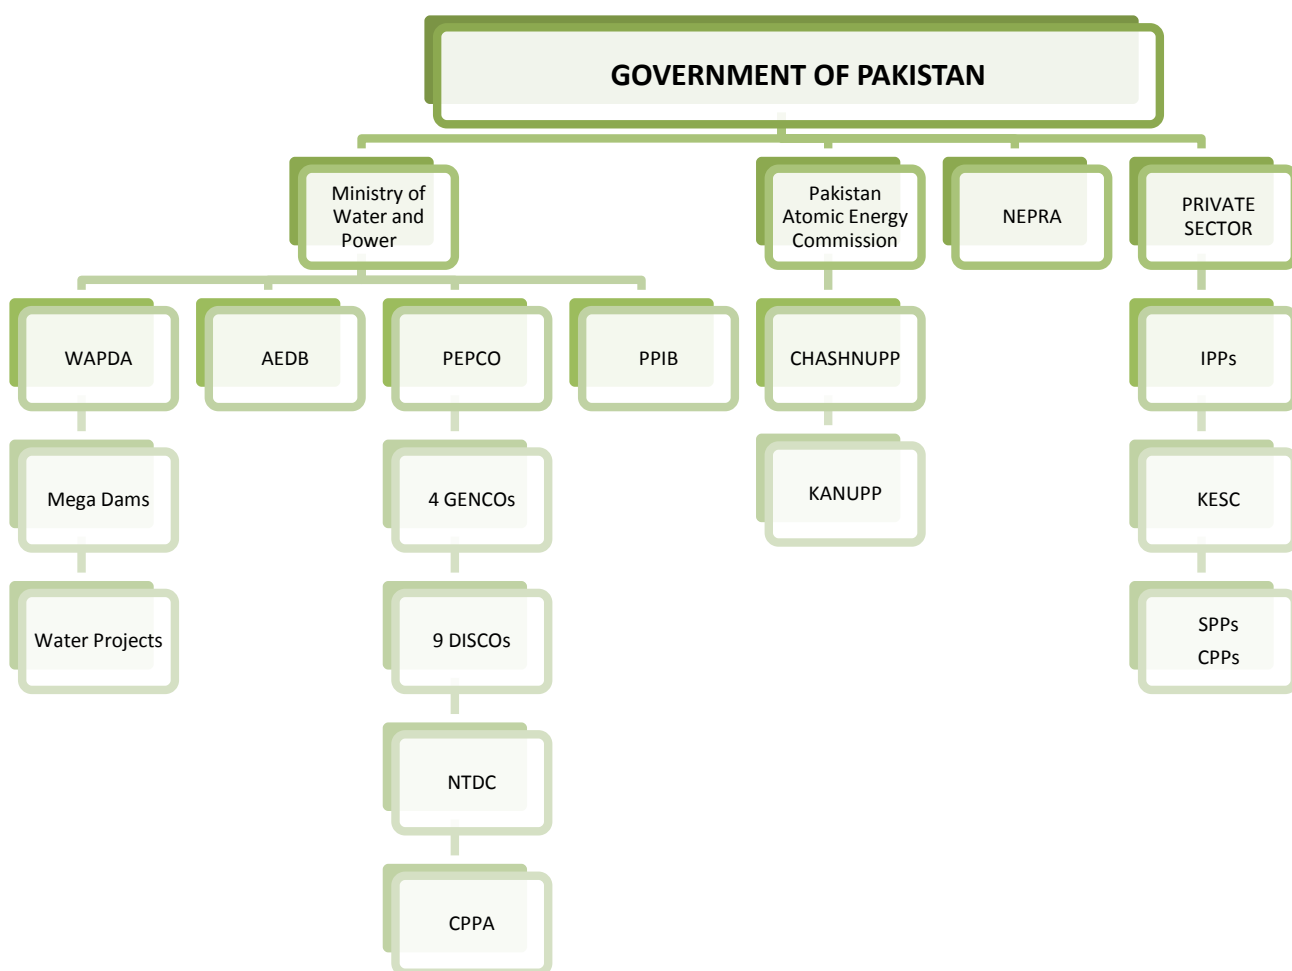 GOVERNMENT OF PAKISTAN
Ministry of
Water and
Power
Pakistan
Atomic Energy
Commission
NEPRA
PRIVATE
SECTOR
WAPDA
AEDB
PEPCO
PPIB
CHASHNUPP
IPPs
Mega Dams
4 GENCOs
KANUPP
KESC
Water Projects
9 DISCOs
SPPs
CPPs
NTDC
CPPA